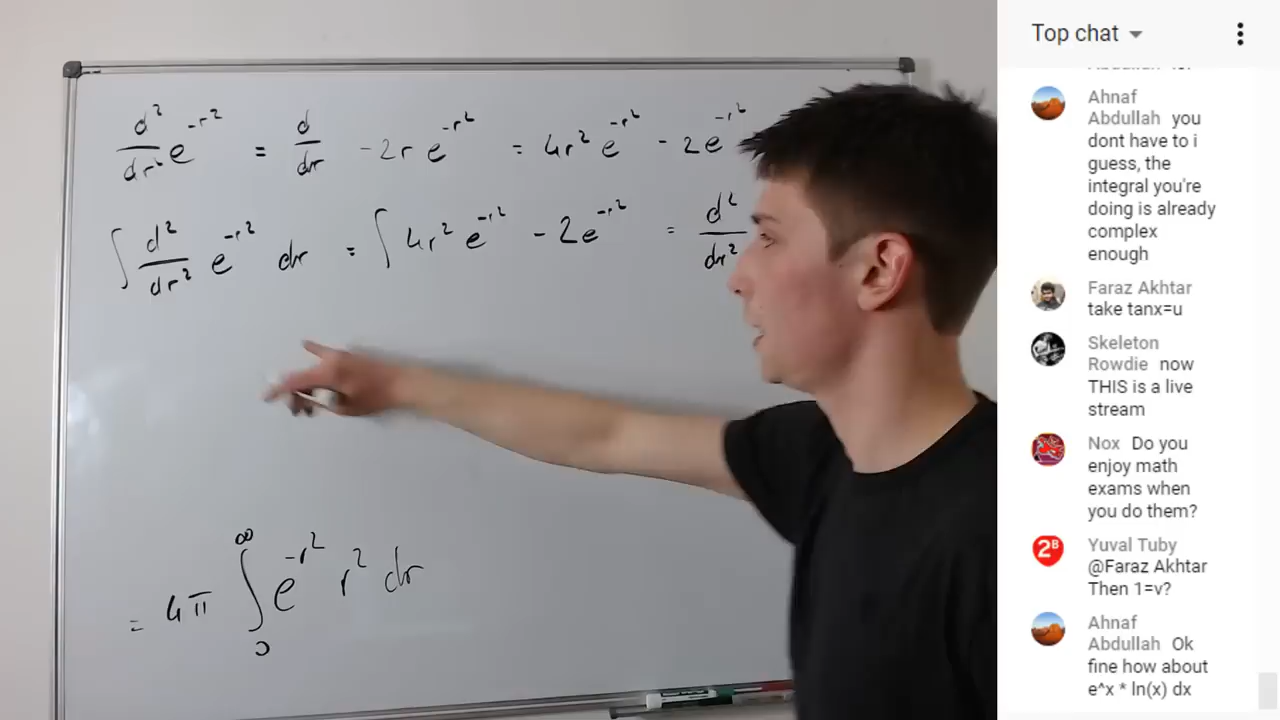 d²/dr² e^-r² = d/dr -2r e^-r² = 4r² e^-r² - 2e^-r²
∫ d²/dr² e^-r² dr = ∫ 4r² e^-r² - 2e^-r² = d²/dr²
= 4π ∫₀^∞ e^-r² r² dr
Top chat
Ahnaf
Abdullah you
dont have to i
guess, the
integral you're
doing is already
complex
enough
Faraz Akhtar
take tanx=u
Skeleton
Rowdie now
THIS is a live
stream
Nox Do you
enjoy math
exams when
you do them?
2B
Yuval Tuby
@Faraz Akhtar
Then 1=v?
Ahnaf
Abdullah Ok
fine how about
e^x * ln(x) dx